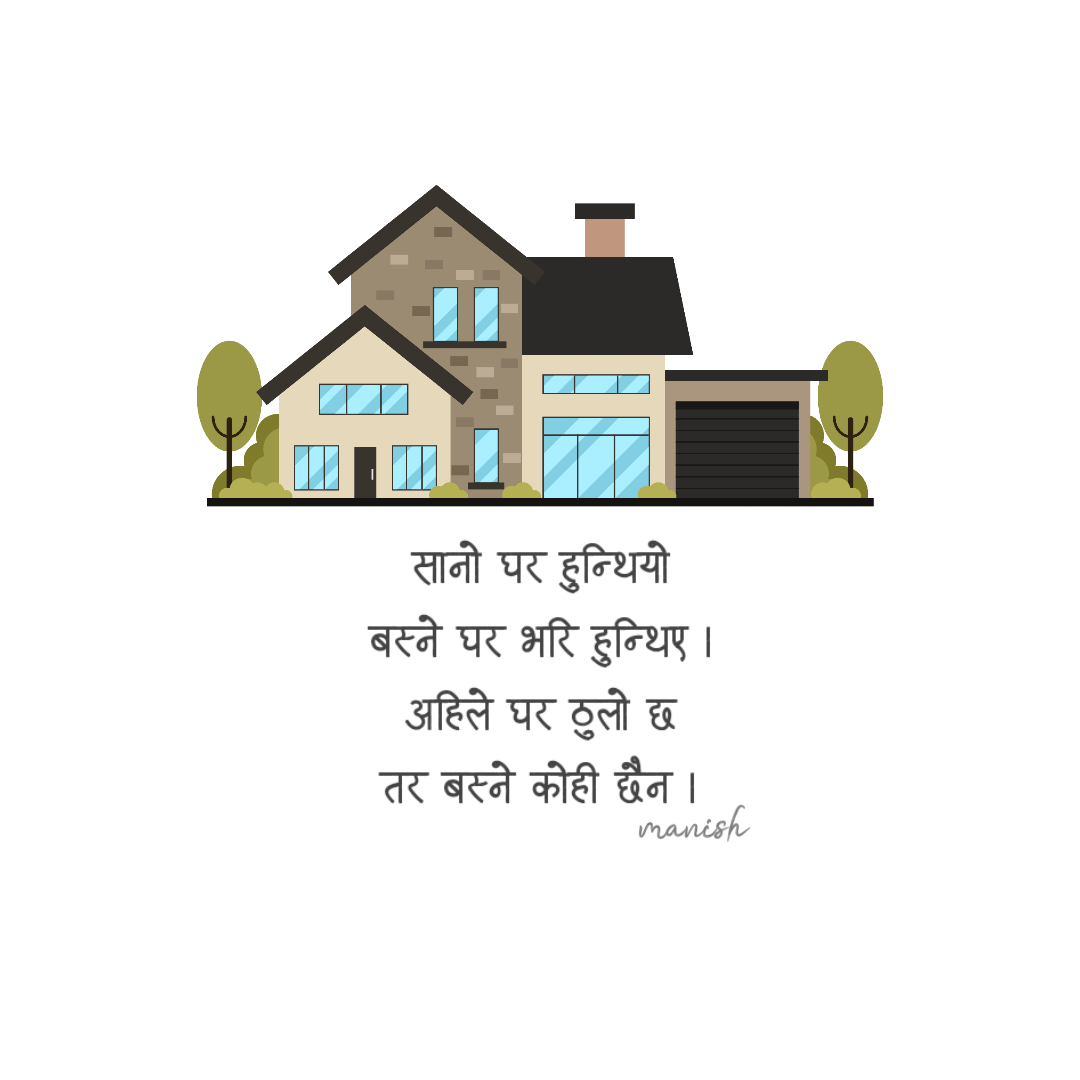 सानो घर हुन्थियो
बस्ने घर भरि हुन्थिए ।
अहिले घर ठुलो छ
तर बस्ने कोही छैन ।
manish